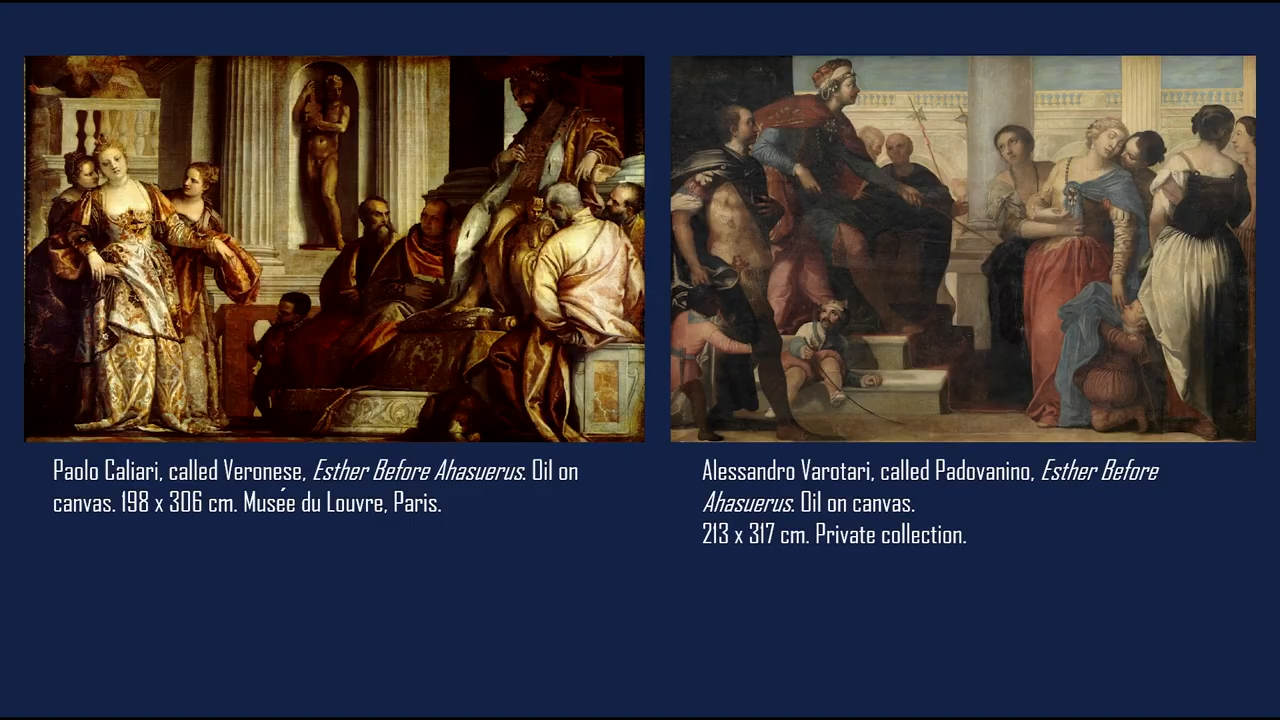 Paolo Caliari, called Veronese, Esther Before Ahasuerus. Oil on
canvas. 198 x 306 cm. Musée du Louvre, Paris.
Alessandro Varotari, called Padovanino, Esther Before
Ahasuerus. Oil on canvas.
213 x 317 cm. Private collection.